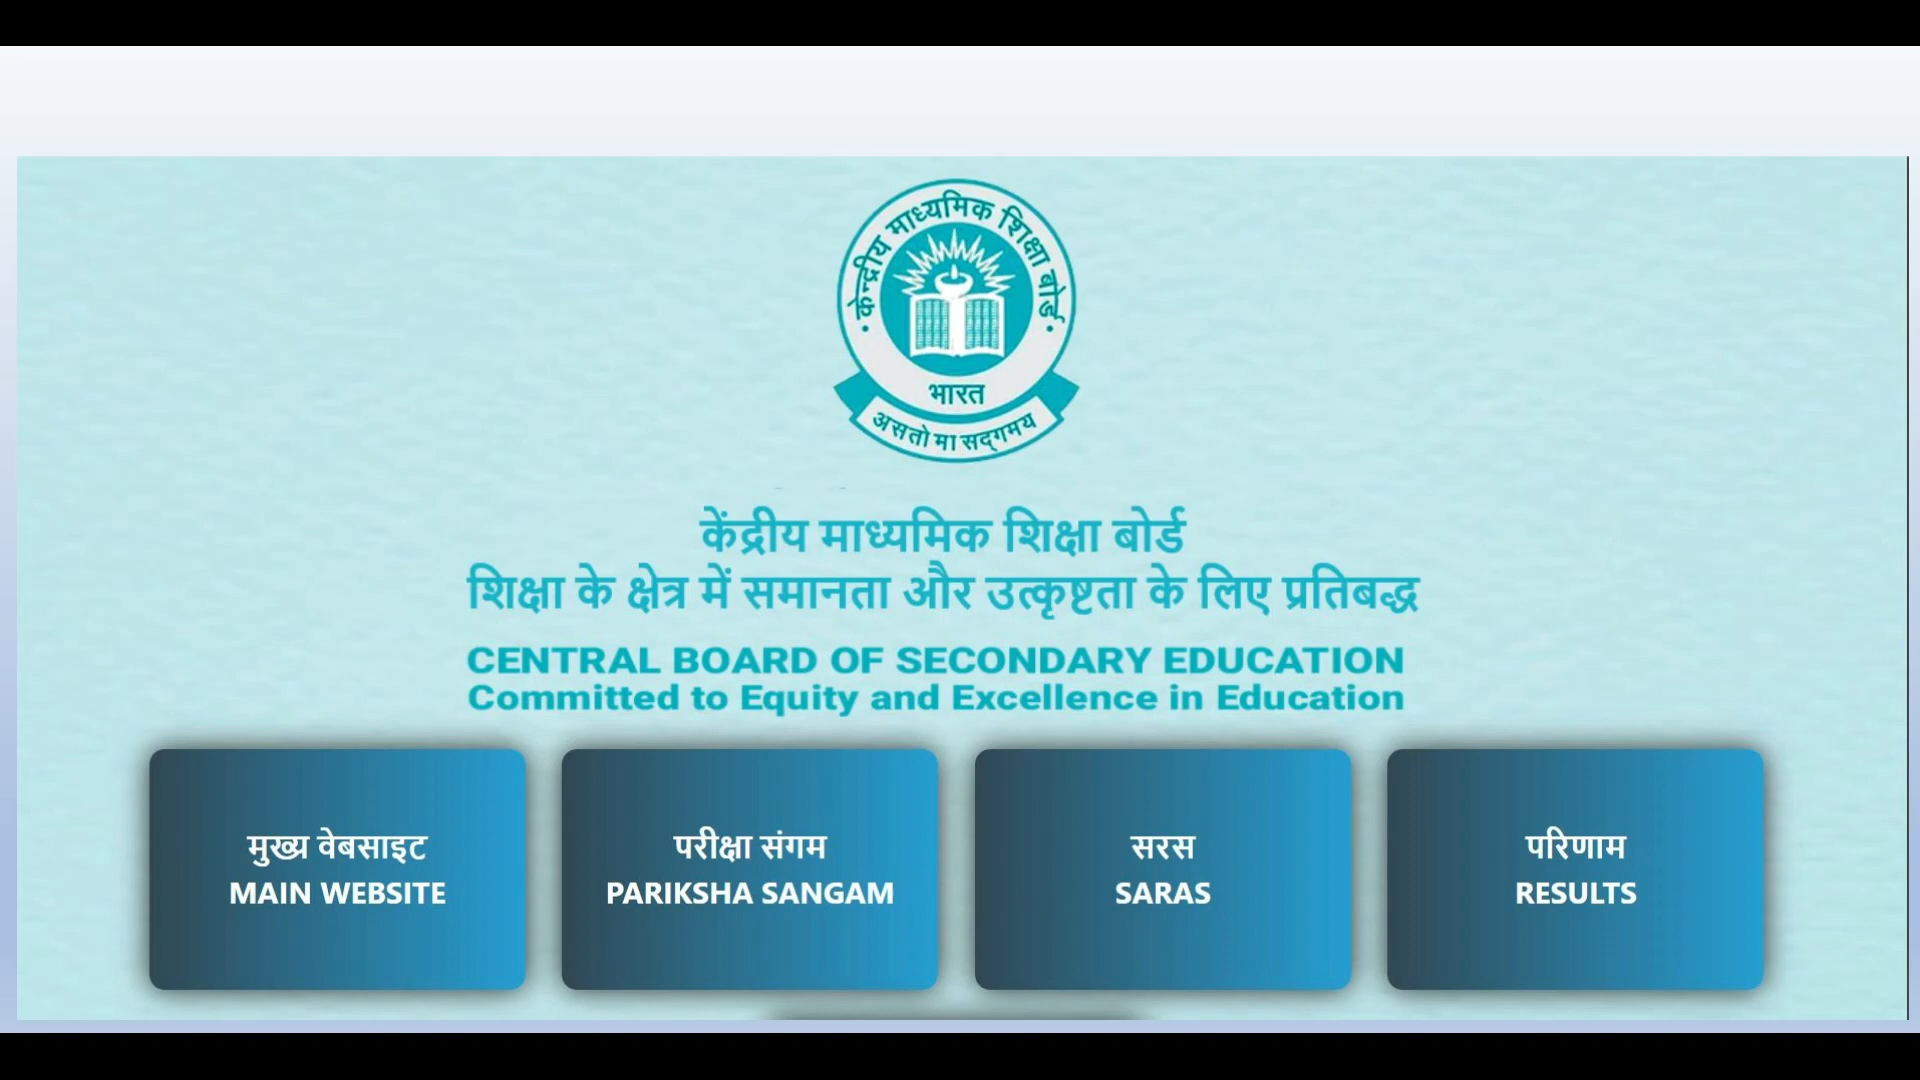 केन्द्रीय माध्यमिक शिक्षा बोर्ड
भारत
असतो मा सद्गमय
केंद्रीय माध्यमिक शिक्षा बोर्ड
शिक्षा के क्षेत्र में समानता और उत्कृष्टता के लिए प्रतिबद्ध
CENTRAL BOARD OF SECONDARY EDUCATION
Committed to Equity and Excellence in Education
मुख्य वेबसाइट
MAIN WEBSITE
परीक्षा संगम
PARIKSHA SANGAM
सरस
SARAS
परिणाम
RESULTS